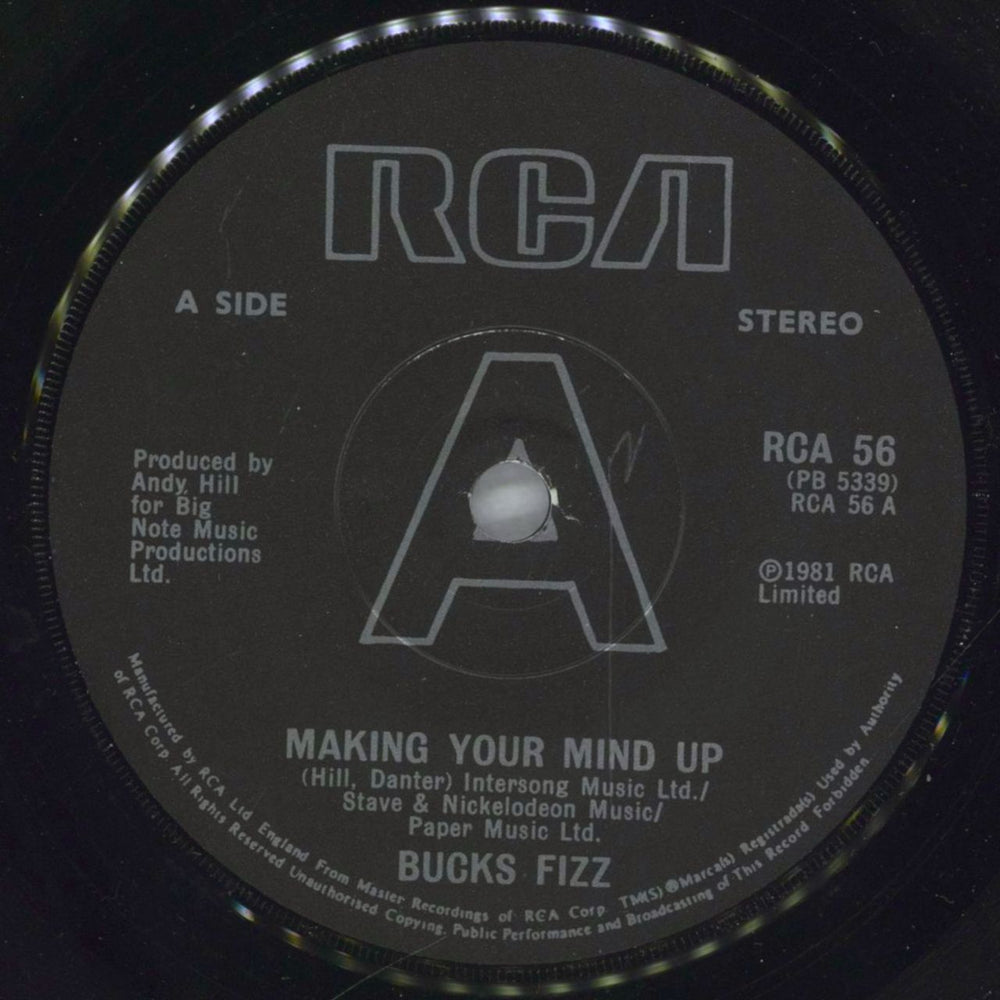 RCA
A SIDE
STEREO
A
RCA 56
(PB 5339)
RCA 56 A
Produced by
Andy Hill
for Big
Note Music
Productions
Ltd.
℗1981 RCA
Limited
MAKING YOUR MIND UP
(Hill, Danter) Intersong Music Ltd./
Stave & Nickelodeon Music/
Paper Music Ltd.
BUCKS FIZZ
Manufactured by RCA Ltd England From Master Recordings of RCA Corp TM(S) ® Marca(s) Registrada(s) Used by Authority
of RCA Corp All Rights Reserved Unauthorised Copying, Public Performance and Broadcasting of This Record Forbidden